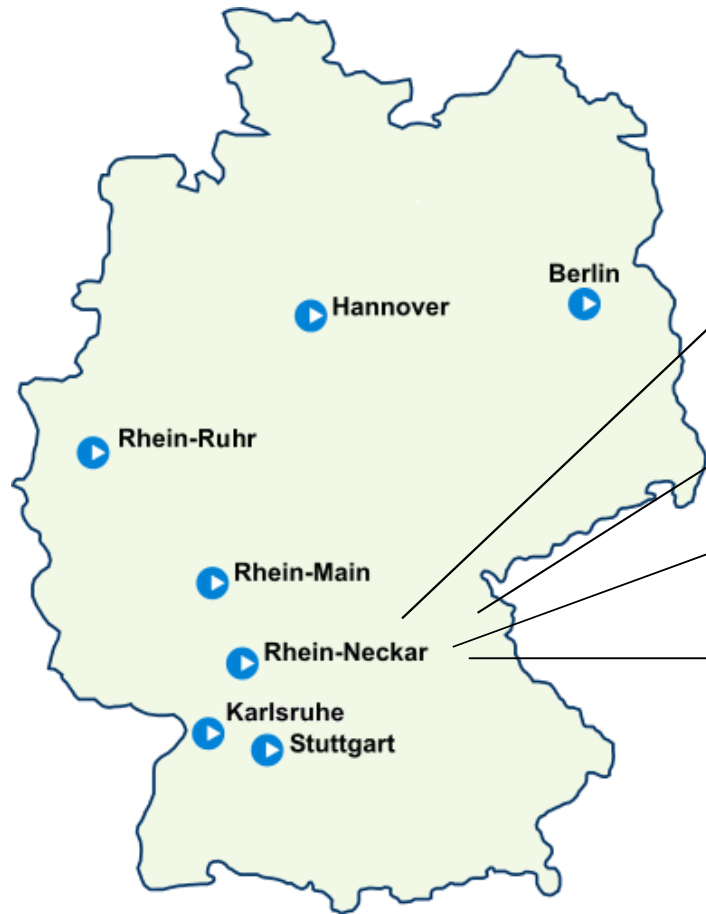 Berlin
Hannover
Rhein-Ruhr
Rhein-Main
Rhein-Neckar
Karlsruhe
Stuttgart